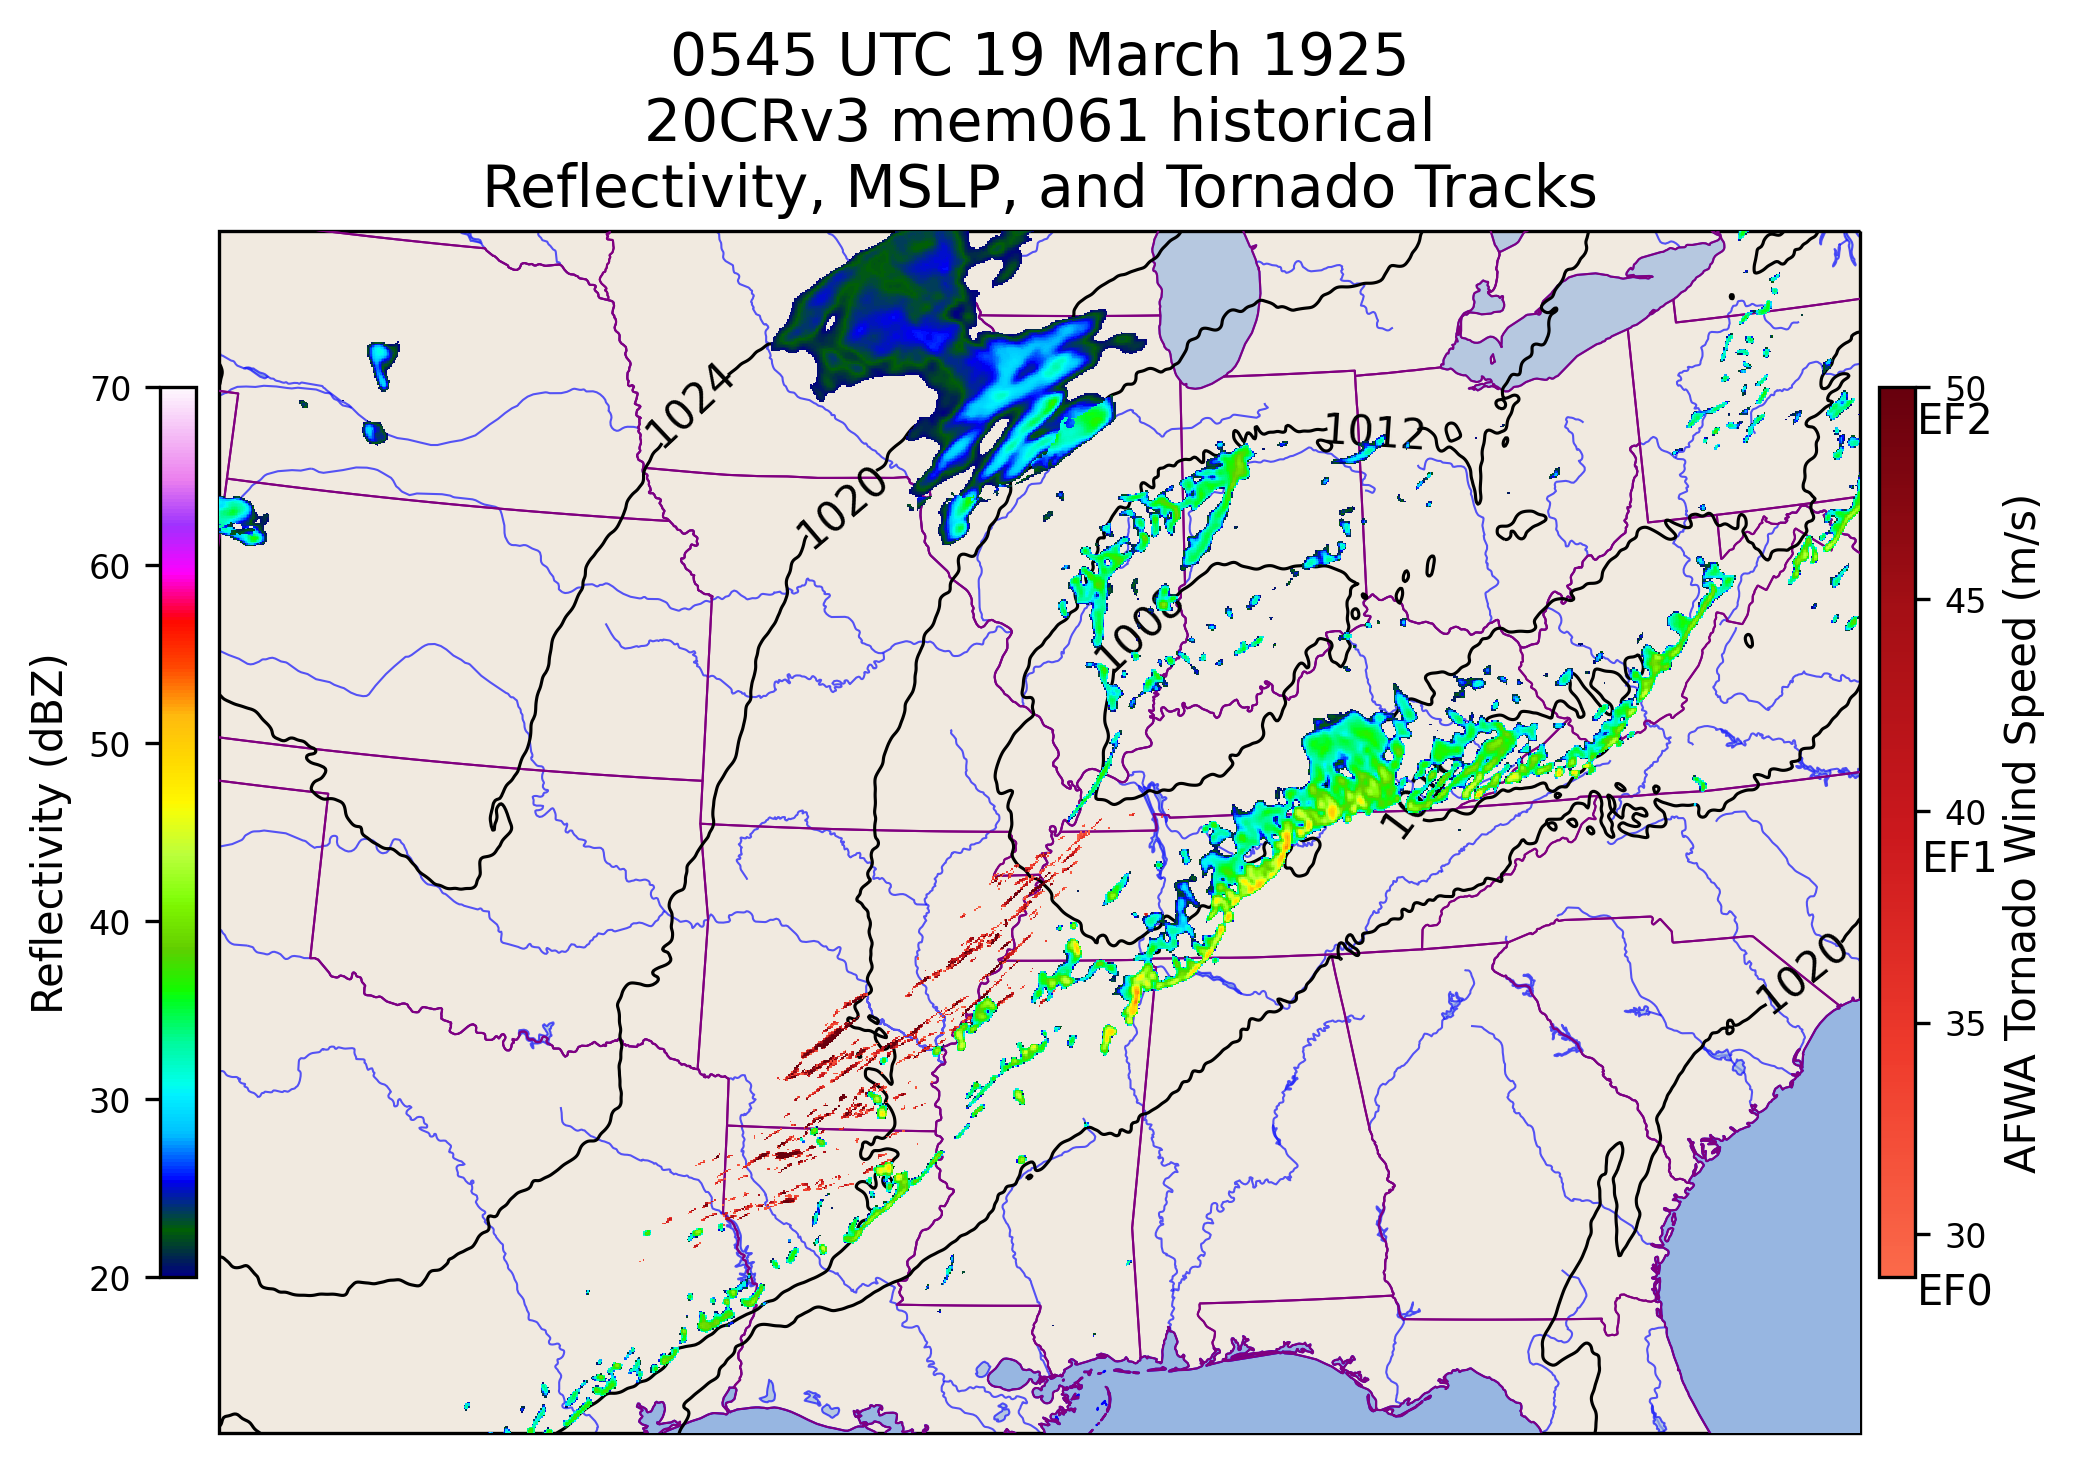 0545 UTC 19 March 1925
20CRv3 mem061 historical
Reflectivity, MSLP, and Tornado Tracks
Reflectivity (dBZ)
70
60
50
40
30
20
1024
1020
1012
1008
1020
50
EF2
45
40
EF1
35
30
EF0
AFWA Tornado Wind Speed (m/s)